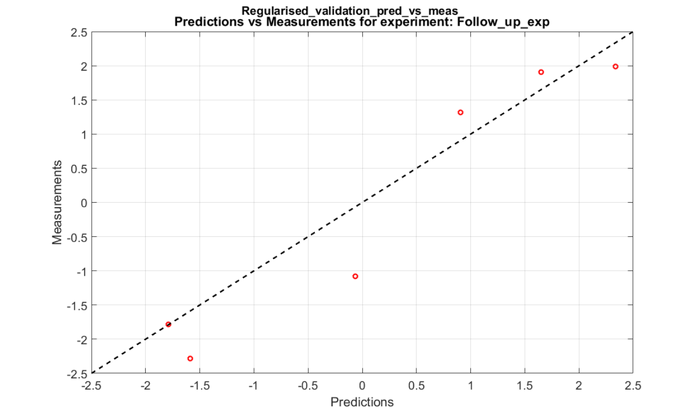 Regularised_validation_pred_vs_meas
Predictions vs Measurements for experiment: Follow_up_exp
2.5
2
1.5
1
0.5
0
-0.5
-1
-1.5
-2
-2.5
Measurements
-2.5 -2 -1.5 -1 -0.5 0 0.5 1 1.5 2 2.5
Predictions